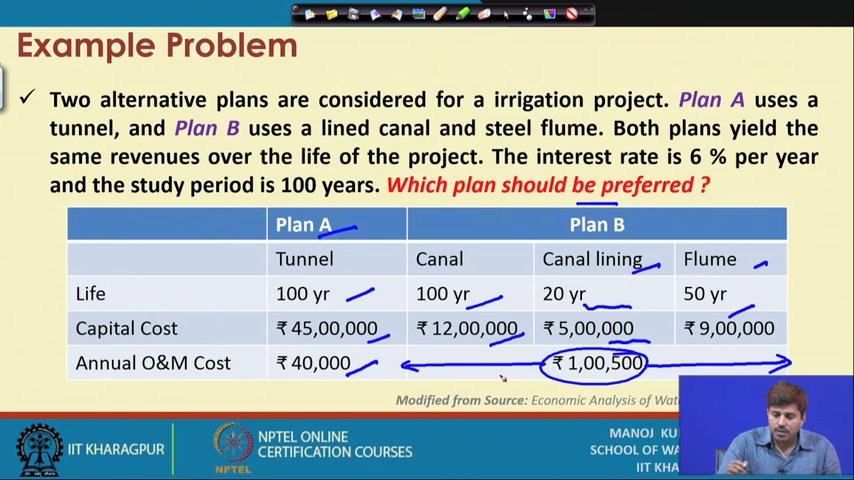 Example Problem
✓ Two alternative plans are considered for a irrigation project. Plan A uses a
tunnel, and Plan B uses a lined canal and steel flume. Both plans yield the
same revenues over the life of the project. The interest rate is 6 % per year
and the study period is 100 years. Which plan should be preferred ?
Plan A Plan B
Tunnel Canal Canal lining Flume
Life 100 yr 100 yr 20 yr 50 yr
Capital Cost ₹ 45,00,000 ₹ 12,00,000 ₹ 5,00,000 ₹ 9,00,000
Annual O&M Cost ₹ 40,000 ₹ 1,00,500
Modified from Source: Economic Analysis of
IIT KHARAGPUR
NPTEL
NPTEL ONLINE
CERTIFICATION COURSES
MANOJ
SCHOOL OF
IIT